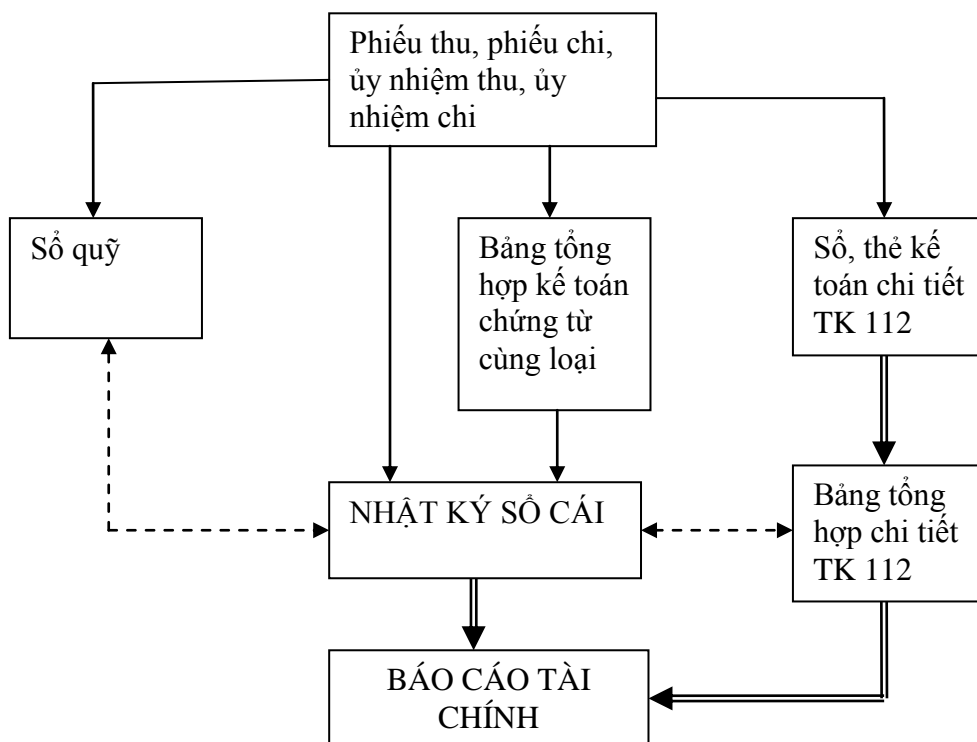 Phiếu thu, phiếu chi,
ủy nhiệm thu, ủy
nhiệm chi
Sổ quỹ
Bảng tổng
hợp kế toán
chứng từ
cùng loại
Sổ, thẻ kế
toán chi tiết
TK 112
NHẬT KÝ SỔ CÁI
Bảng tổng
hợp chi tiết
TK 112
BÁO CÁO TÀI
CHÍNH